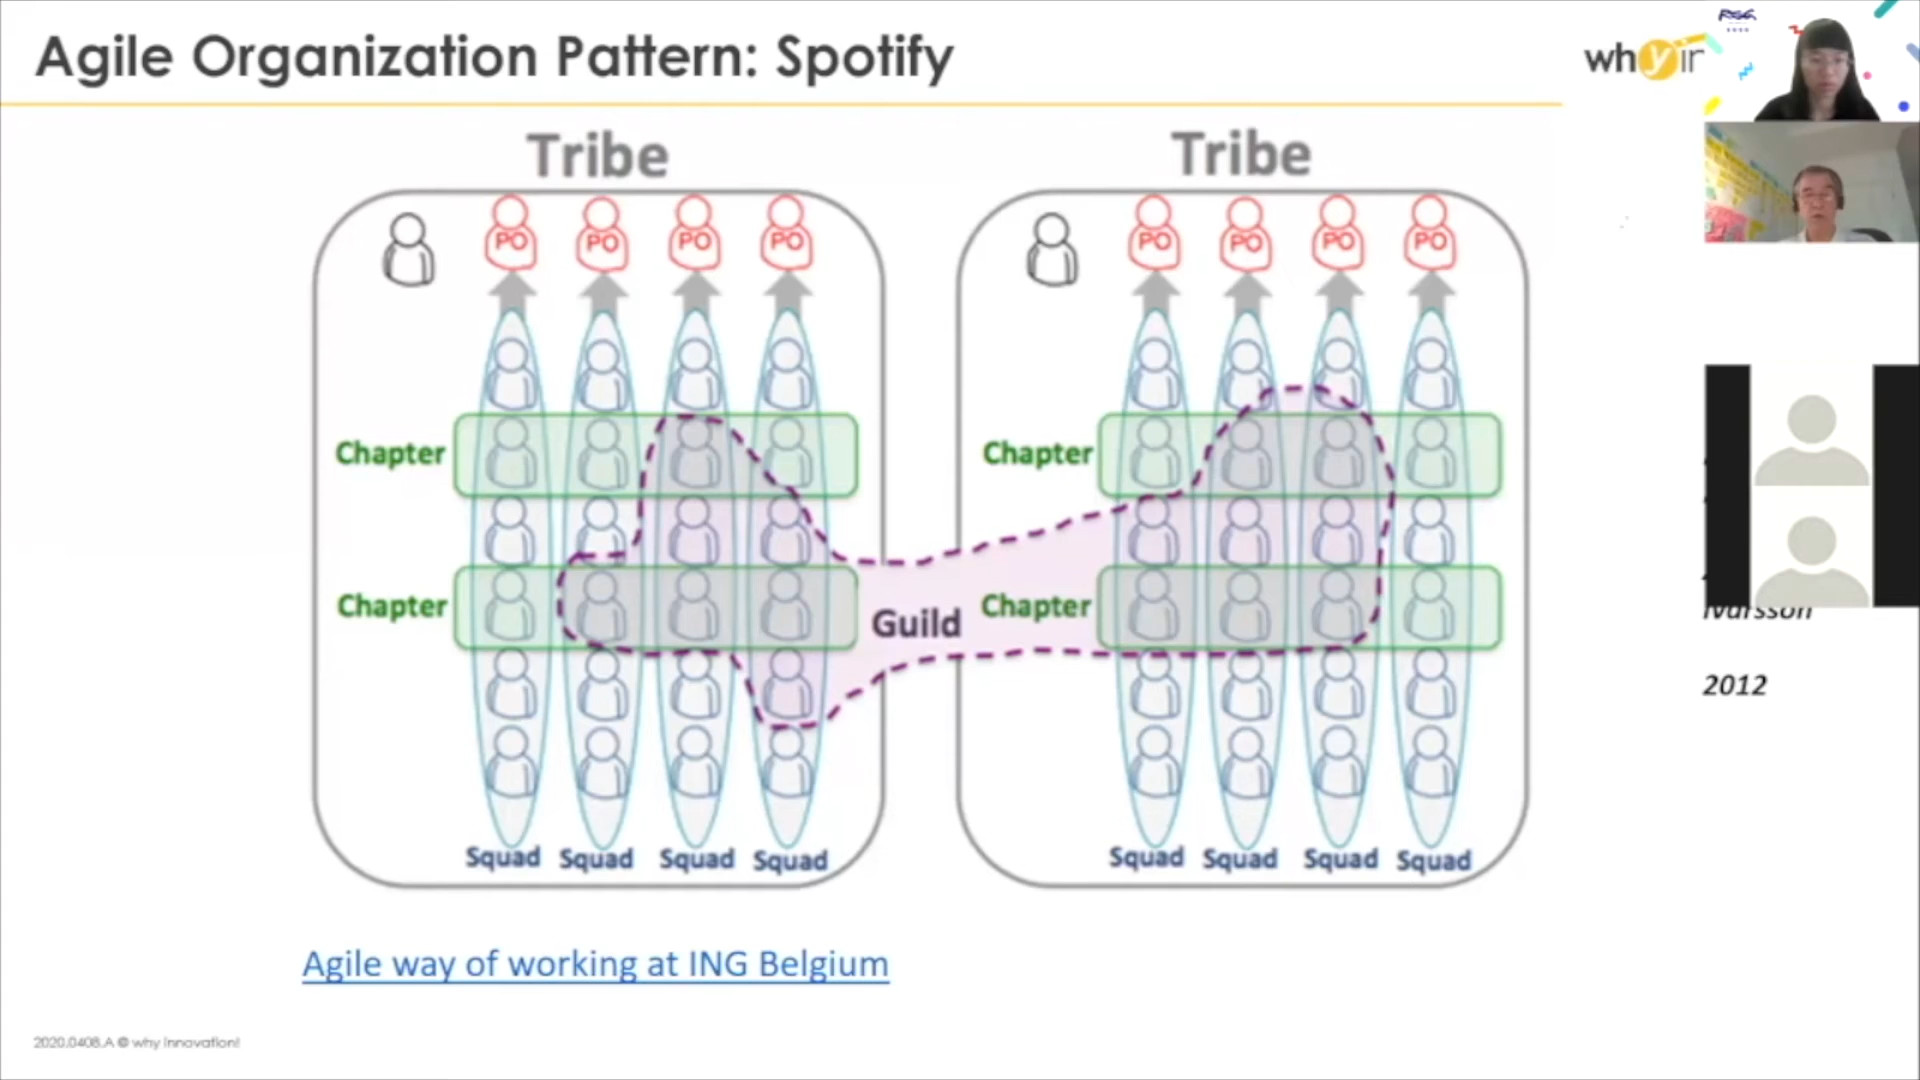 Agile Organization Pattern: Spotify
whyin
Tribe
Tribe
PO PO PO PO
PO PO PO PO
Chapter
Chapter
Chapter
Guild
Chapter
Ivarsson
2012
Squad Squad Squad Squad
Squad Squad Squad Squad
Agile way of working at ING Belgium
2020.0408.A @ why innovation!